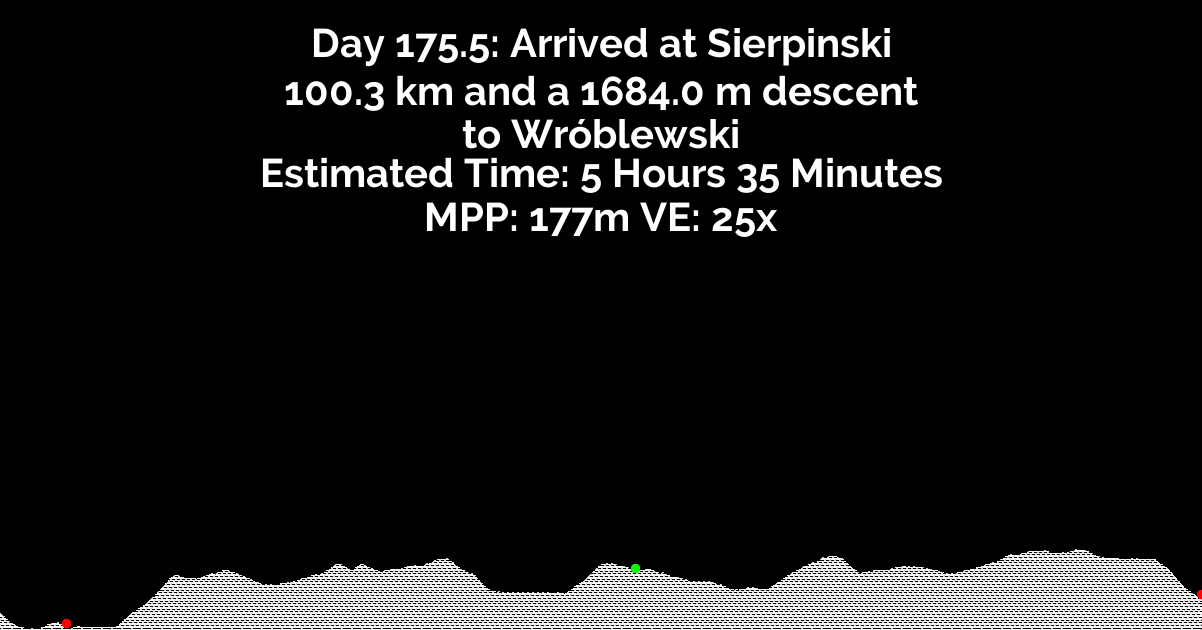 Day 175.5: Arrived at Sierpinski
100.3 km and a 1684.0 m descent
to Wróblewski
Estimated Time: 5 Hours 35 Minutes
MPP: 177m VE: 25x